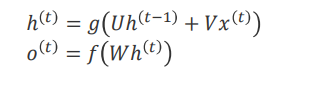 h^(t) = g(Uh^(t−1) + Vx^(t))
o^(t) = f(Wh^(t))